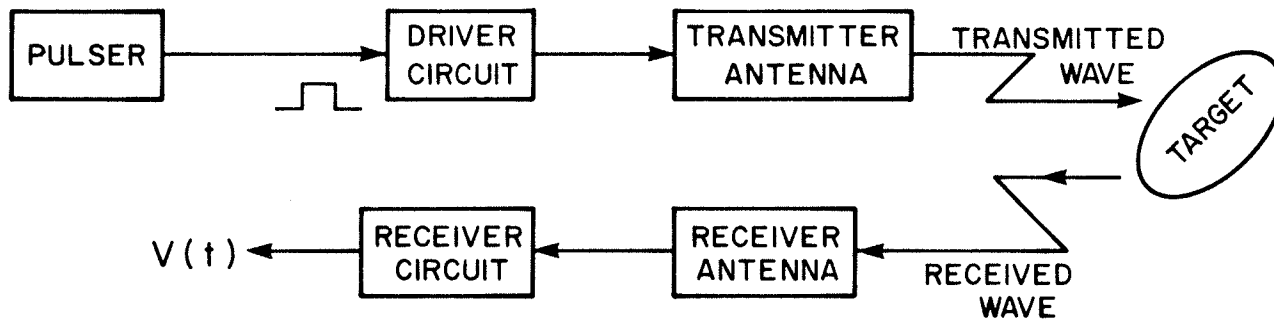 PULSER
DRIVER
CIRCUIT
TRANSMITTER
ANTENNA
TRANSMITTED
WAVE
TARGET
V(t)
RECEIVER
CIRCUIT
RECEIVER
ANTENNA
RECEIVED
WAVE